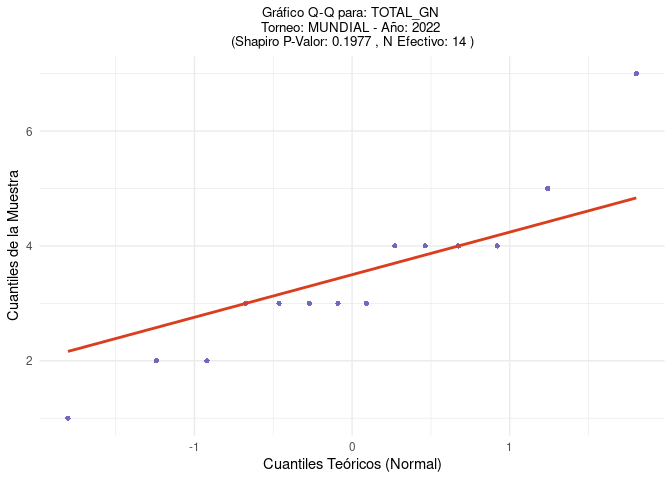 Gráfico Q-Q para: TOTAL_GN
Torneo: MUNDIAL - Año: 2022
(Shapiro P-Valor: 0.1977 , N Efectivo: 14 )
6
4
2
Cuantiles de la Muestra
-1
0
1
Cuantiles Teóricos (Normal)